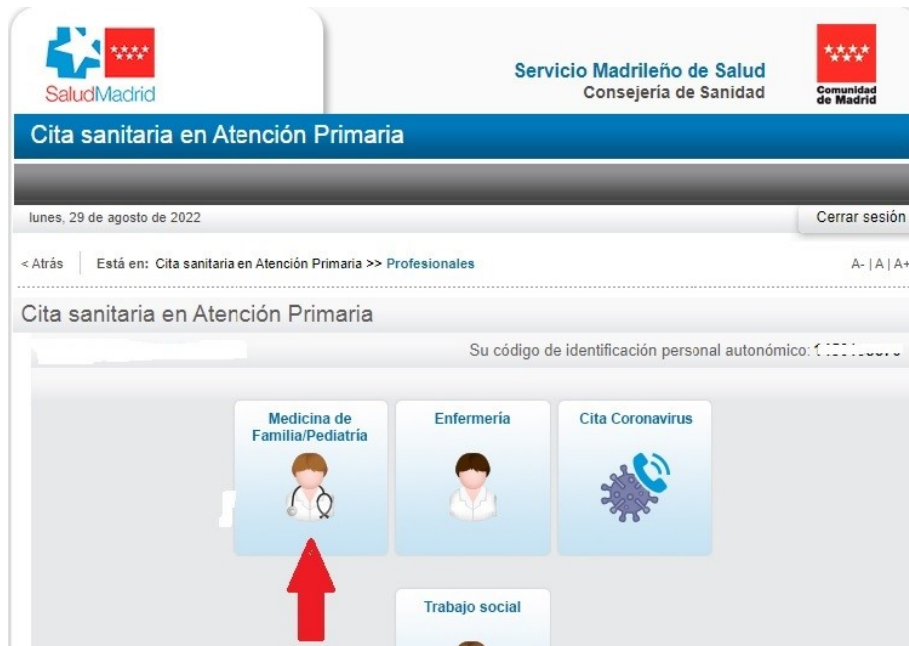 SaludMadrid
Servicio Madrileño de Salud
Consejería de Sanidad
Comunidad
de Madrid
Cita sanitaria en Atención Primaria
lunes, 29 de agosto de 2022
Cerrar sesión
< Atrás
Está en: Cita sanitaria en Atención Primaria >> Profesionales
A- | A | A+
Cita sanitaria en Atención Primaria
Su código de identificación personal autonómico:
Medicina de
Familia/Pediatría
Enfermería
Cita Coronavirus
Trabajo social